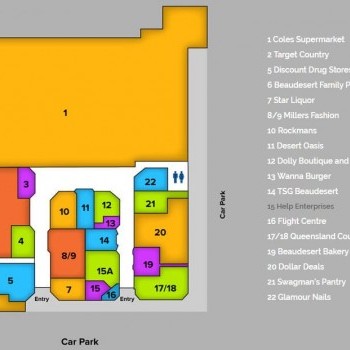 1 Coles Supermarket
2 Target Country
5 Discount Drug Store
6 Beaudesert Family P
7 Star Liquor
8/9 Millers Fashion
10 Rockmans
11 Desert Oasis
12 Dolly Boutique and
13 Wanna Burger
14 TSG Beaudesert
15 Help Enterprises
16 Flight Centre
17/18 Queensland Cou
19 Beaudesert Bakery
20 Dollar Deals
21 Swagman's Pantry
22 Glamour Nails
1
3
22
21
4
10
11
12
13
14
20
8/9
15A
19
5
7
15
16
17/18
Entry
Entry
Car Park
Car Park